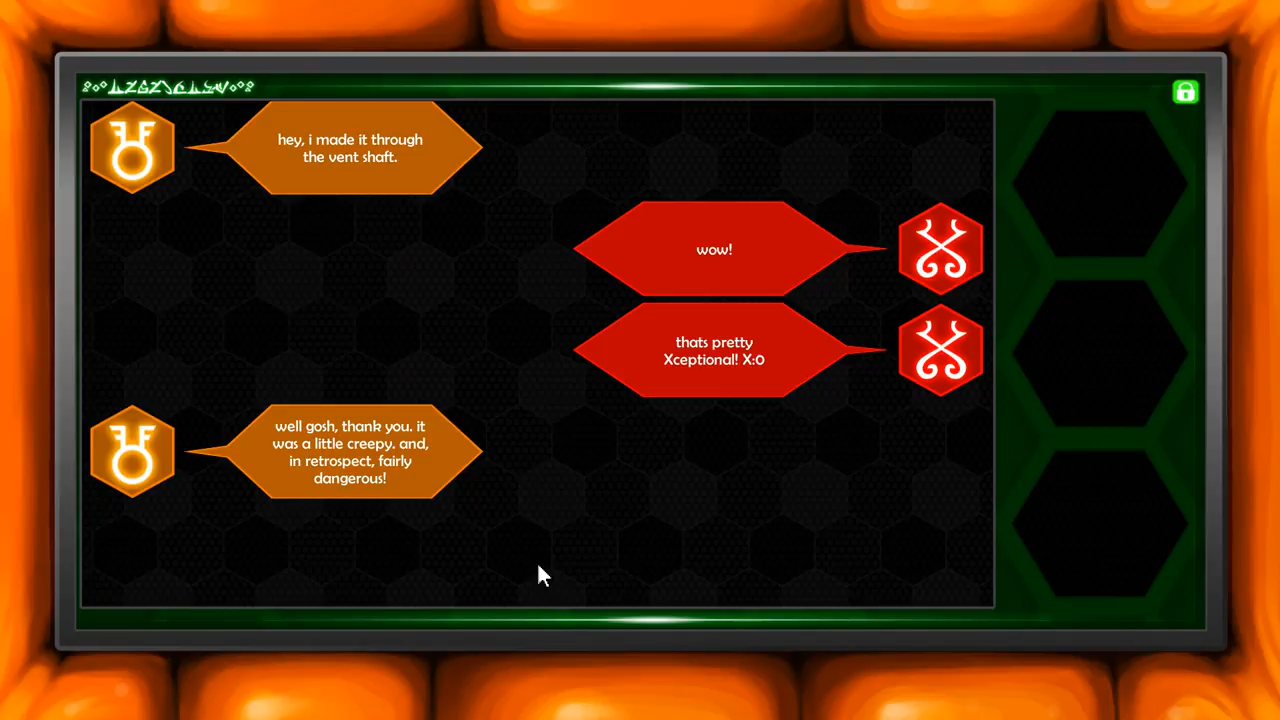 hey, i made it through
the vent shaft.
wow!
thats pretty
Xceptional! X:0
well gosh, thank you. it
was a little creepy. and,
in retrospect, fairly
dangerous!